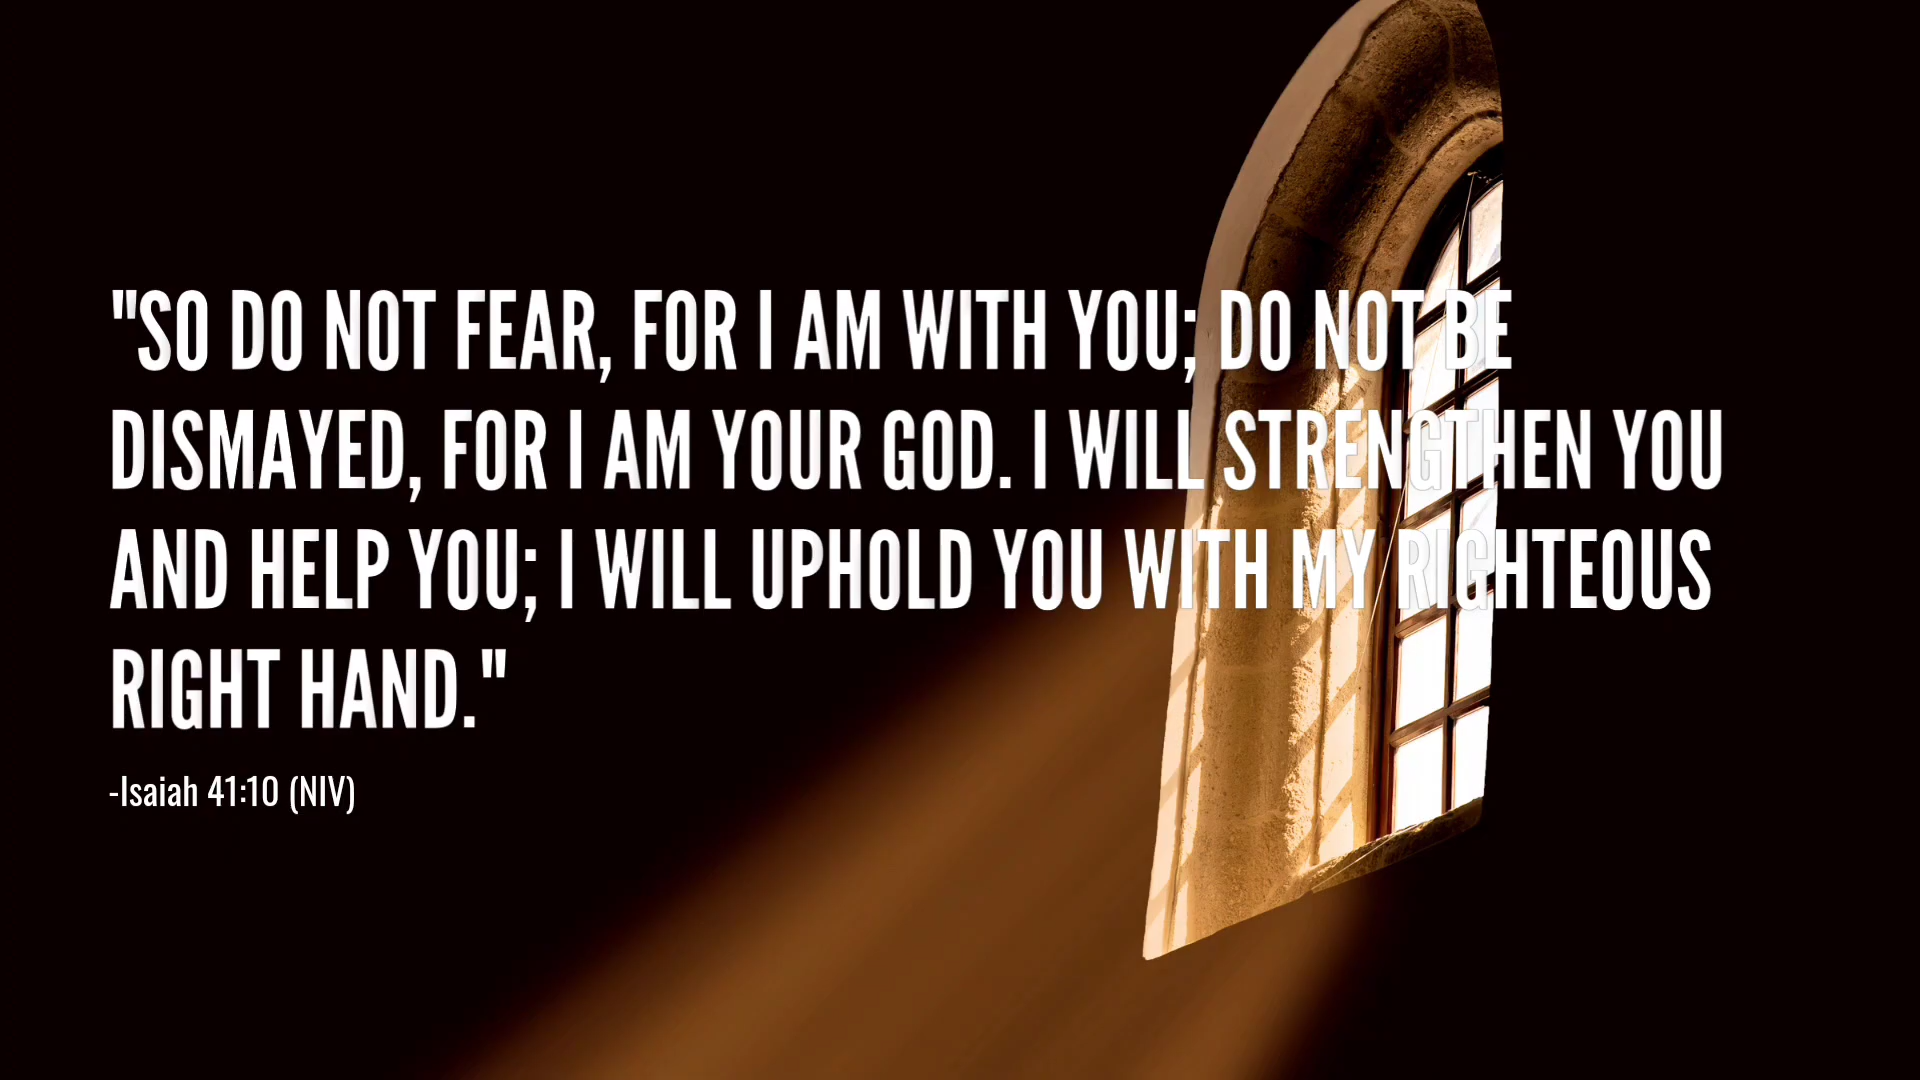 "SO DO NOT FEAR, FOR I AM WITH YOU; DO NOT BE
DISMAYED, FOR I AM YOUR GOD. I WILL STRENGTHEN YOU
AND HELP YOU; I WILL UPHOLD YOU WITH MY RIGHTEOUS
RIGHT HAND."
-Isaiah 41:10 (NIV)